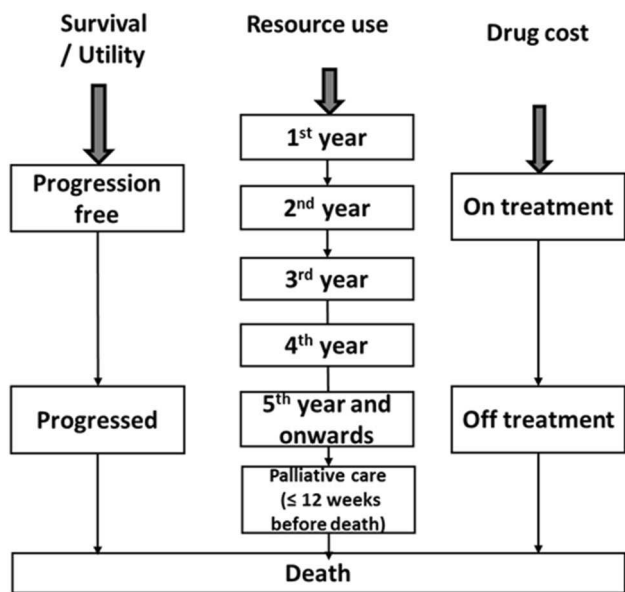 Survival
/ Utility
Resource use
Drug cost
1st year
Progression
free
2nd year
On treatment
3rd year
4th year
Progressed
5th year and
onwards
Off treatment
Palliative care
(≤ 12 weeks
before death)
Death